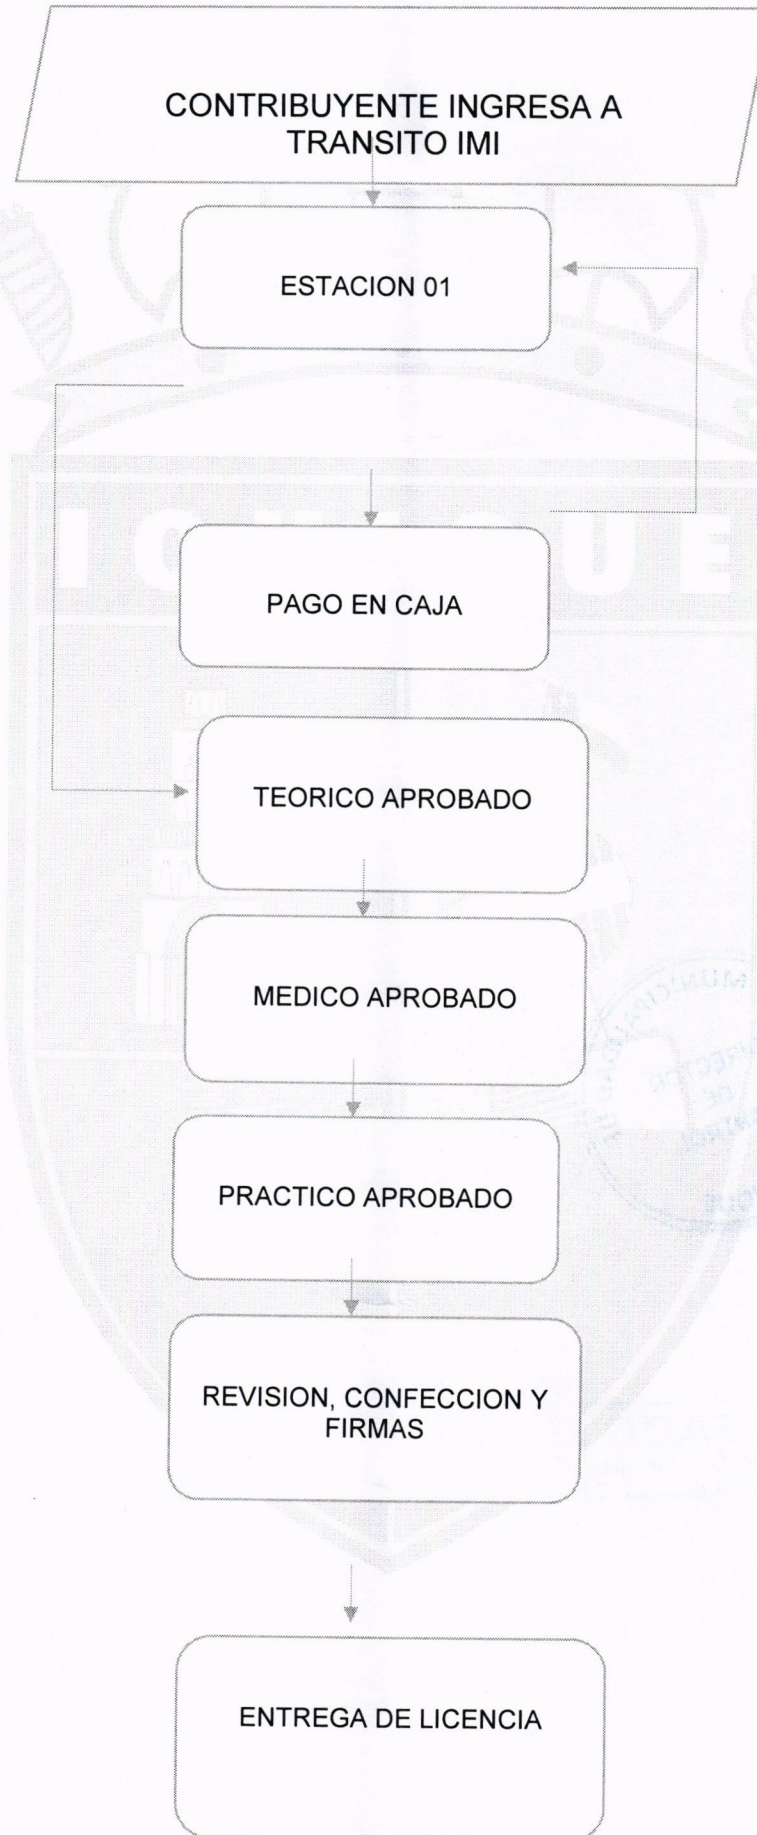 CONTRIBUYENTE INGRESA A
TRANSITO IMI
ESTACION 01
PAGO EN CAJA
TEORICO APROBADO
MEDICO APROBADO
PRACTICO APROBADO
REVISION, CONFECCION Y
FIRMAS
ENTREGA DE LICENCIA